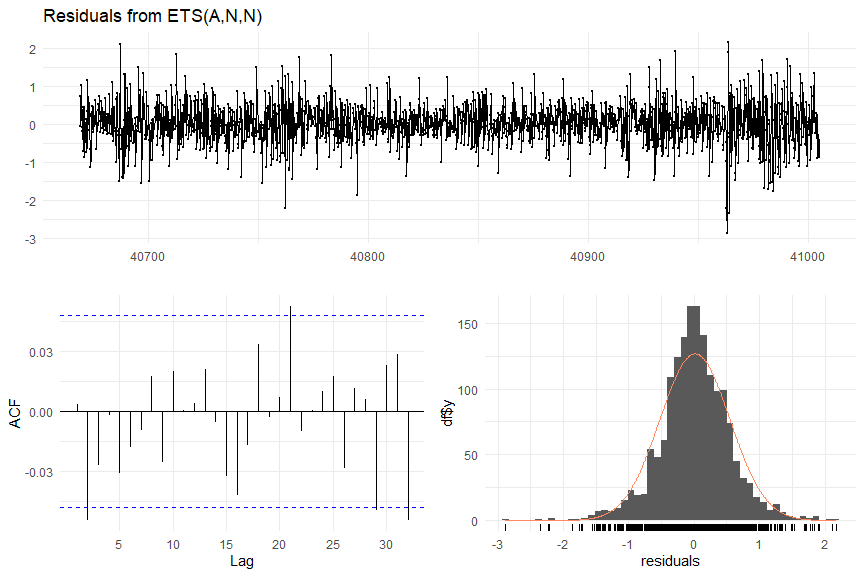 Residuals from ETS(A,N,N)
2
1
0
-1
-2
-3
40700 40800 40900 41000
ACF
0.03
0.00
-0.03
5 10 15 20 25 30
Lag
df$y
150
100
50
0
-3 -2 -1 0 1 2
residuals